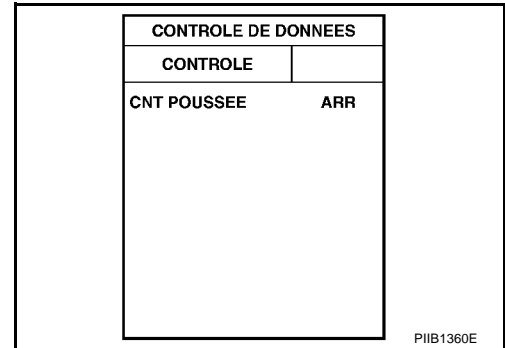 CONTROLE DE DONNEES
CONTROLE
CNT POUSSEE ARR
PIIB1360E